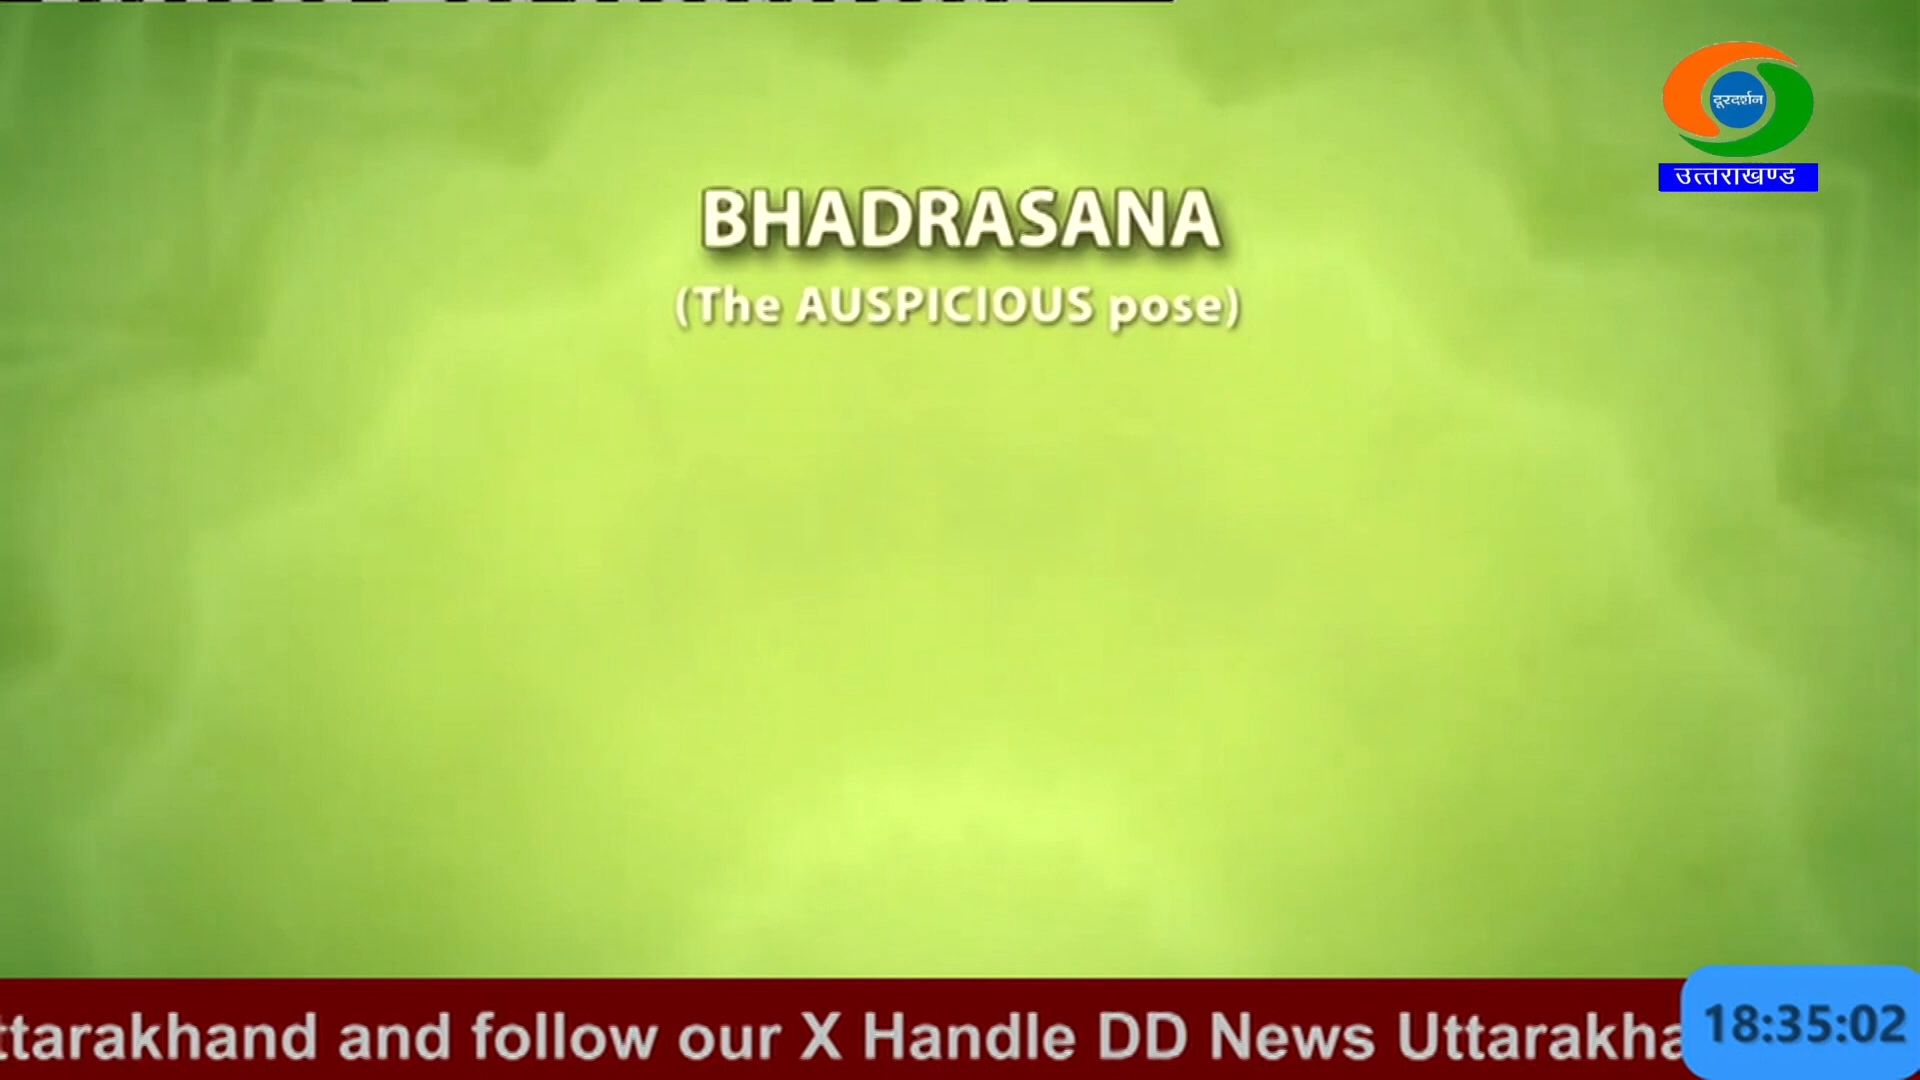 दूरदर्शन
उत्तराखण्ड
BHADRASANA
(The AUSPICIOUS pose)
ttarakhand and follow our X Handle DD News Uttarakha
18:35:02